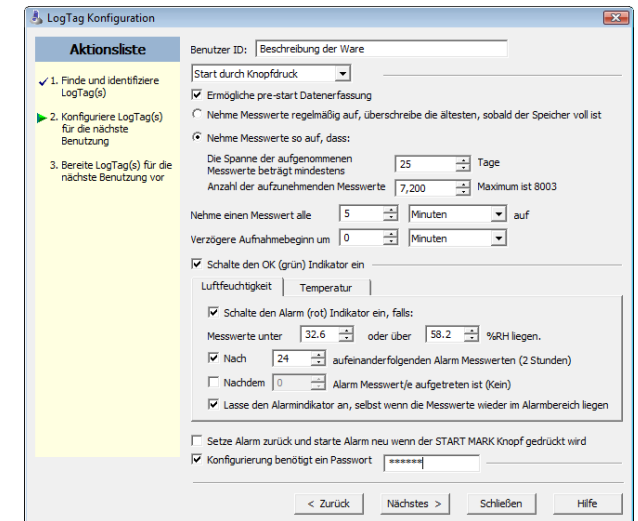 LogTag Konfiguration
Aktionsliste
1. Finde und identifiziere
LogTag(s)
2. Konfiguriere LogTag(s)
für die nächste
Benutzung
3. Bereite LogTag(s) für die
nächste Benutzung vor
Benutzer ID: Beschreibung der Ware
Start durch Knopfdruck
Ermögliche pre-start Datenerfassung
Nehme Messwerte regelmäßig auf, überschreibe die ältesten, sobald der Speicher voll ist
Nehme Messwerte so auf, dass:
Die Spanne der aufgenommenen
Messwerte beträgt mindestens 25 Tage
Anzahl der aufzunehmenden Messwerte 7,200 Maximum ist 8003
Nehme einen Messwert alle 5 Minuten auf
Verzögere Aufnahmebeginn um 0 Minuten
Schalte den OK (grün) Indikator ein
Luftfeuchtigkeit Temperatur
Schalte den Alarm (rot) Indikator ein, falls:
Messwerte unter 32.6 oder über 58.2 %RH liegen.
Nach 24 aufeinanderfolgenden Alarm Messwerten (2 Stunden)
Nachdem 0 Alarm Messwert/e aufgetreten ist (Kein)
Lasse den Alarmindikator an, selbst wenn die Messwerte wieder im Alarmbereich liegen
Setze Alarm zurück und starte Alarm neu wenn der START MARK Knopf gedrückt wird
Konfigurierung benötigt ein Passwort ******
< Zurück Nächstes > Schließen Hilfe